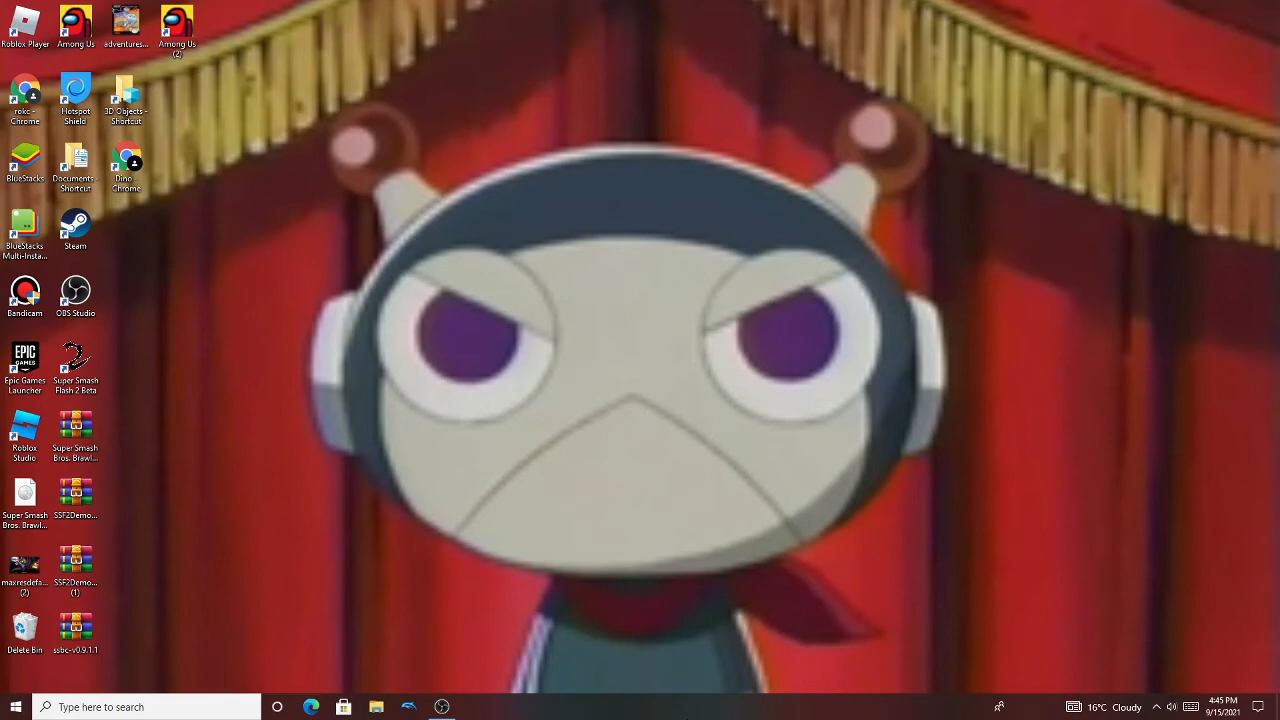 Roblox Player
Among Us
adventures...
Among Us
(2)
rokc -
Chrome
Hotspot
Shield
3D Objects -
Shortcut
BlueStacks
Documents -
Shortcut
Dino -
Chrome
BlueStacks
Multi-Insta...
Steam
Bandicam
OBS Studio
EPIC
GAMES
Epic Games
Launcher
Super Smash
Flash 2 Beta
Roblox
Studio
Super Smash
Bros. Brawl...
Super Smash
Bros. Brawl...
SSF2Demo...
maxresdefa...
(2)
SSF2Demo...
(1)
Delete Bin
ssbc-v0.9.1.1
Type here to search
16°C Cloudy
4:45 PM
9/15/2021